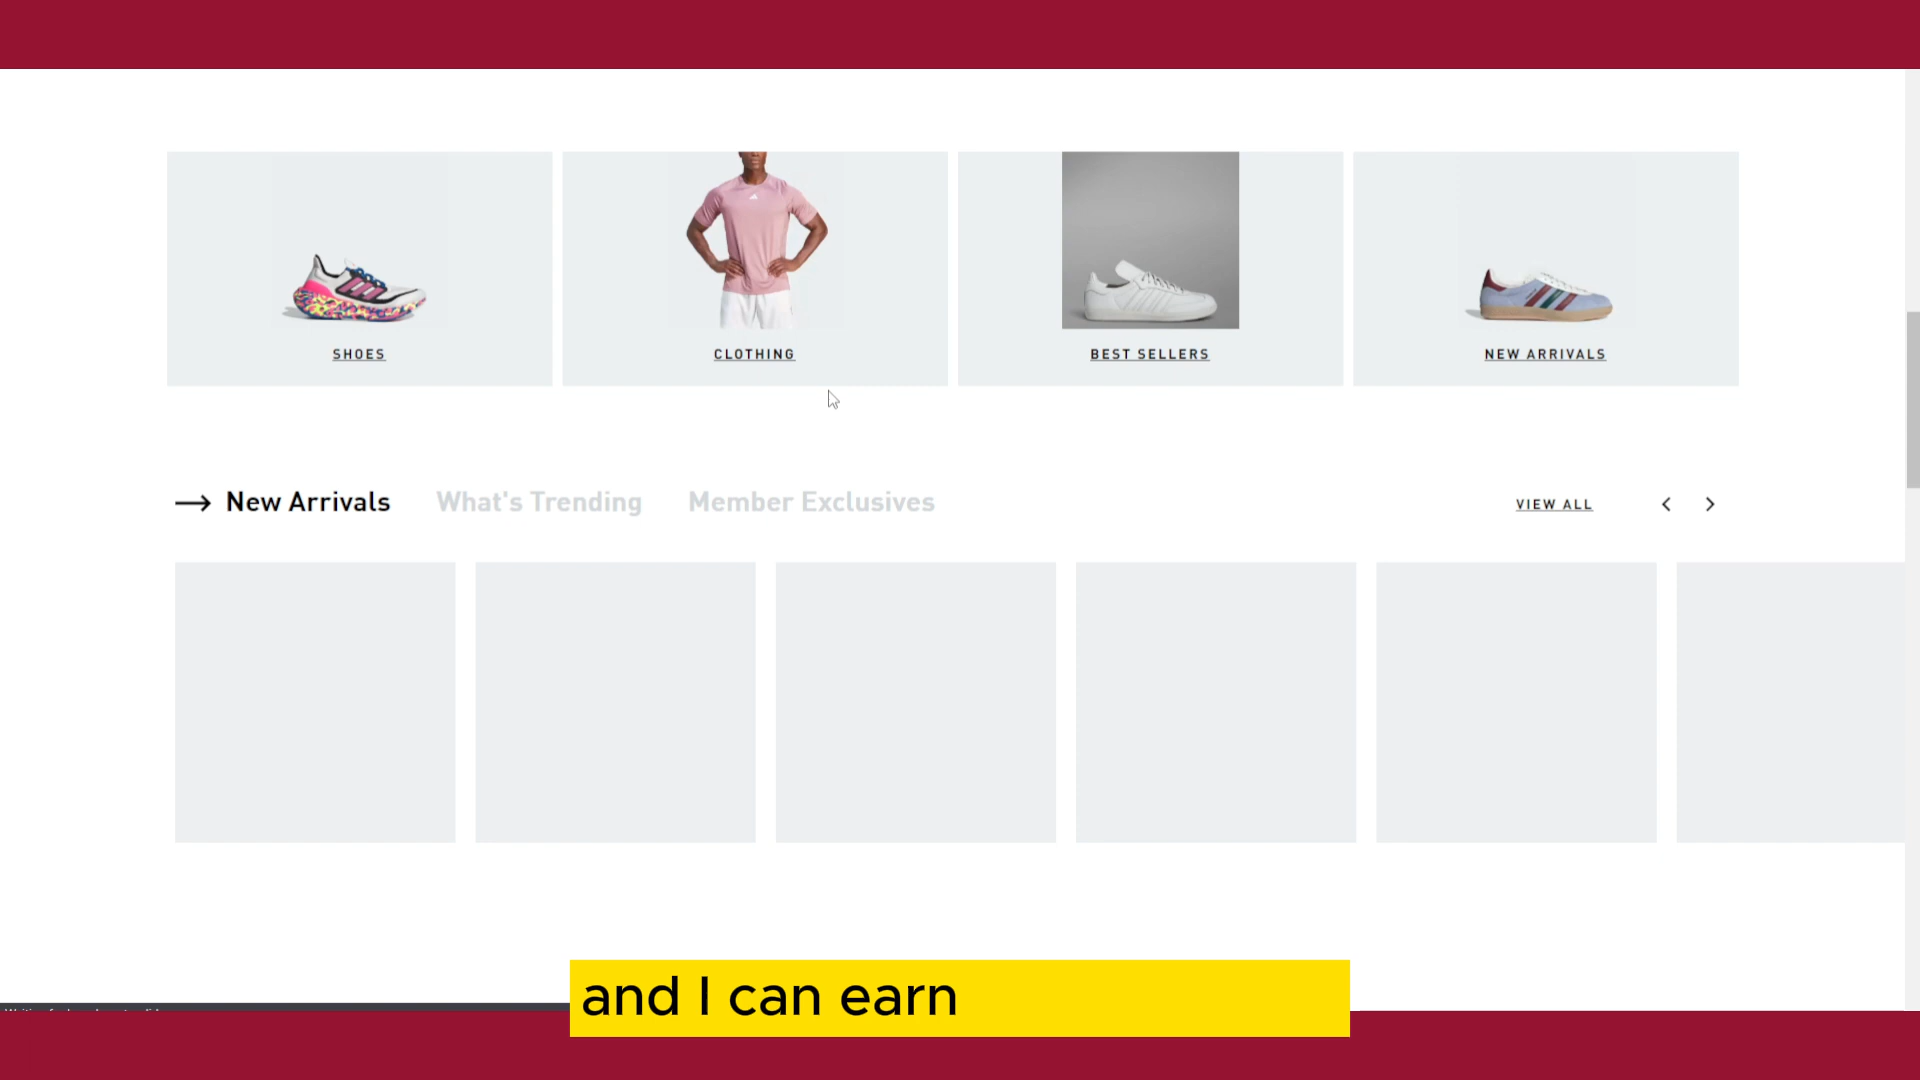 SHOES
CLOTHING
BEST SELLERS
NEW ARRIVALS
New Arrivals What's Trending Member Exclusives
VIEW ALL
and I can earn